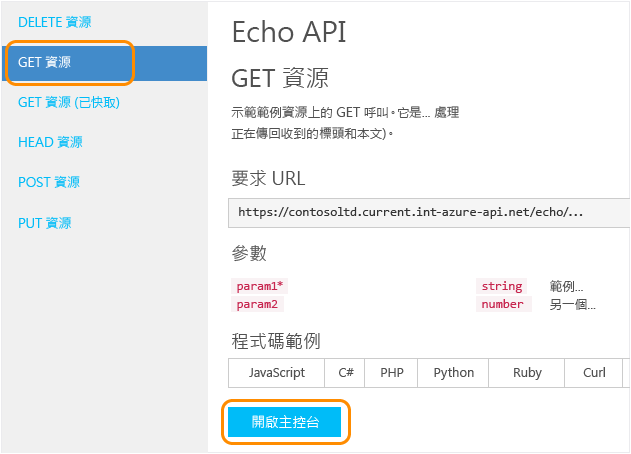 DELETE 資源
GET 資源
GET 資源 (已快取)
HEAD 資源
POST 資源
PUT 資源
Echo API
GET 資源
示範範例資源上的 GET 呼叫。它是... 處理
正在傳回收到的標頭和本文)。
要求 URL
https://contosoltd.current.int-azure-api.net/echo/...
參數
param1* string 範例...
param2 number 另一個...
程式碼範例
JavaScript C# PHP Python Ruby Curl
開啟主控台